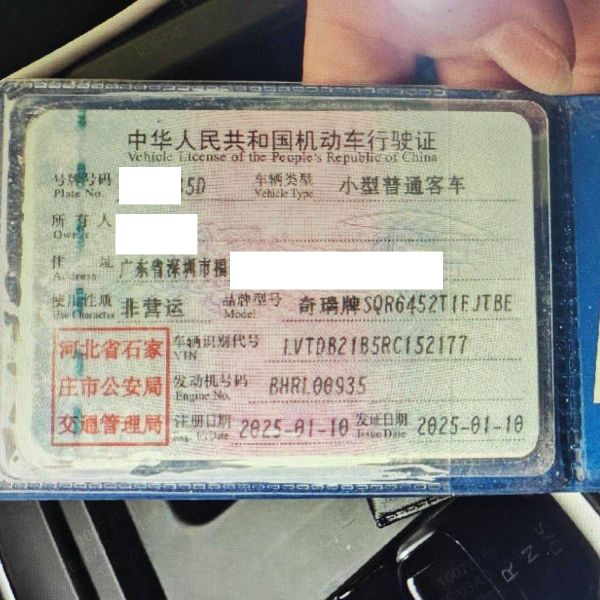 中华人民共和国机动车行驶证
Vehicle License of the People's Republic of China
号牌号码 5D 车辆类型 小型普通客车
Plate No. Vehicle Type
所有人
Owner
住址 广东省深圳市福
Address
使用性质 非营运 品牌型号 奇瑞牌SQR6452T1EJTBE
Use Character Model
河北省石家 车辆识别代号 LVTDB21B5RC152177
VIN
庄市公安局 发动机号码 BHRL00935
Engine No.
交通管理局 注册日期 2025-01-10 发证日期 2025-01-10
Issue Date